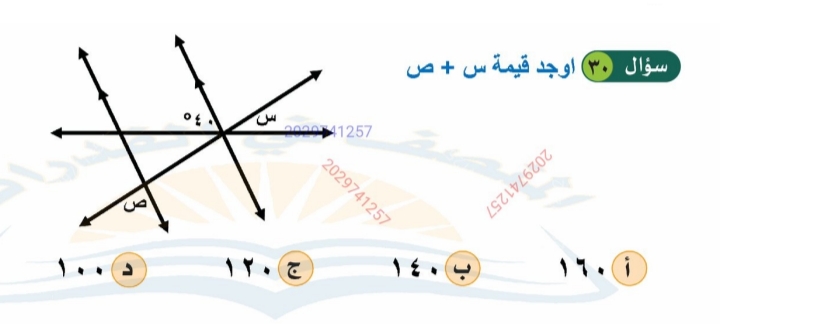 سؤال ٣٠ اوجد قيمة س + ص
٤٠°
س
2029741257
2029741257
2029741257
ص
أ ١٦٠ ب ١٤٠ ج ١٢٠ د ١٠٠